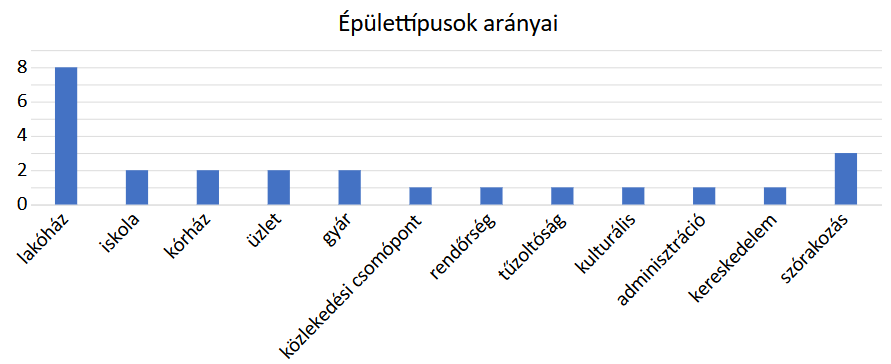 Épülettípusok arányai
8
6
4
2
0
lakóház
iskola
kórház
üzlet
gyár
közlekedési csomópont
rendőrség
tűzoltóság
kulturális
adminisztráció
kereskedelem
szórakozás